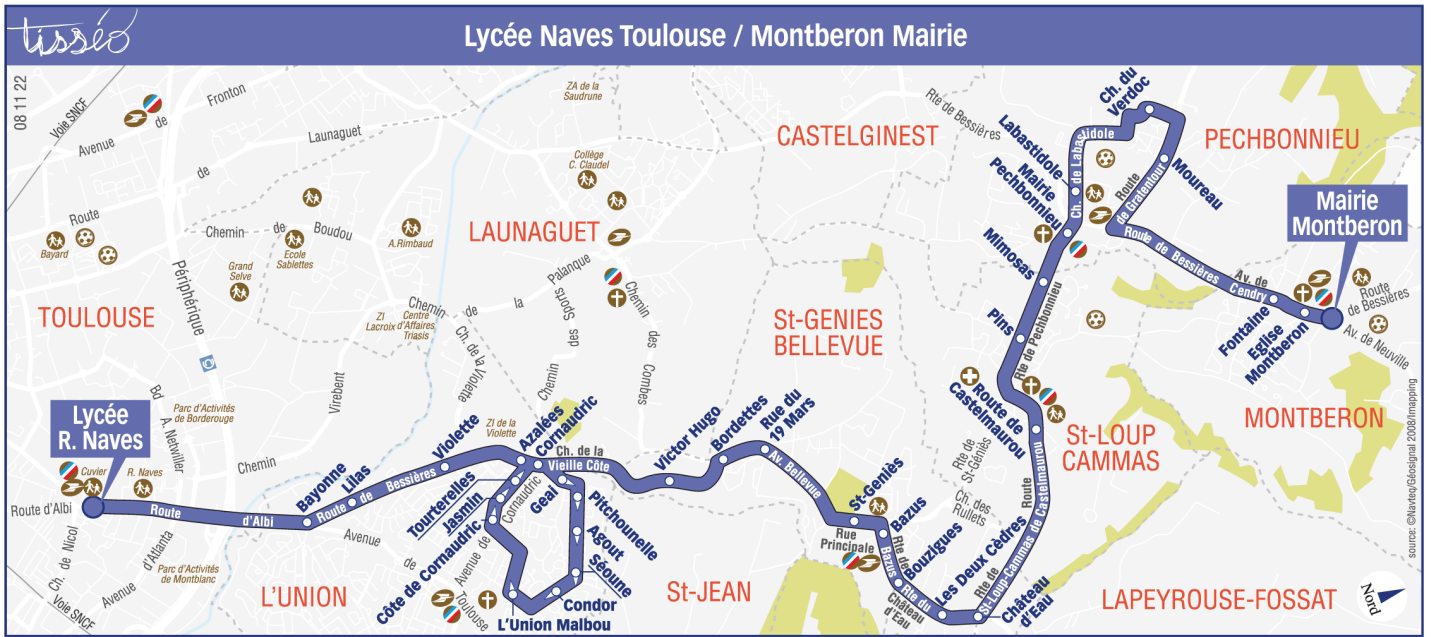 tisséo
Lycée Naves Toulouse / Montberon Mairie
08 11 22
Voie SNCF
Avenue
de
Fronton
de
Launaguet
ZA de la
Saudrune
Rte de Bessières
CASTELGINEST
Ch. du
Verdoc
PECHBONNIEU
Labastidole
Ch. de Labastidole
Mairie
Pechbonnieu
Route
de Gratentour
Moureau
Mairie
Montberon
Collège
C. Claudel
Route
Bayard
Chemin
de
Boudou
Ecole
Sablettes
A.Rimbaud
LAUNAGUET
Grand
Selve
Périphérique
Mimosas
Route de Bessières
Av. de
Cendry
Route
de Bessières
Av. de Neuville
Fontaine
Eglise
Montberon
TOULOUSE
Chemin
de
la
Palanque
ZI
Lacroix
Centre
d'Affaires
Triasis
Ch. de la Violette
Chemin
des Sports
Chemin
des
Combes
St-GENIES
BELLEVUE
Pins
Rte de Pechbonnieu
Virebent
Bd
A. Netwiller
Parc d'Activités
de Borderouge
Lycée
R. Naves
Cuvier
R. Naves
Chemin
ZI de la
Violette
Violette
Azalées
Cornaudric
Ch. de la
Vieille Côte
Victor Hugo
Bordettes
Rue du
19 Mars
Av. Bellevue
Route de
Castelmaurou
Rte de
St-Géniès
St-LOUP
CAMMAS
MONTBERON
Route d'Albi
Route
d'Albi
Bayonne
Lilas
Route
de
Bessières
Tourterelles
Jasmin
Côte de Cornaudric
Avenue de
Cornaudric
Geai
Pitchounelle
Agout
Séoune
Condor
L'Union Malbou
St-Geniès
Bazus
Rue
Principale
Rte de
Bazus
Bouzigues
Ch. des
Rullets
Les Deux Cèdres
Rte du
Château
d'Eau
Rte de
St-Loup-Cammas
Route
de Castelmaurou
Château
d'Eau
Ch. de Nicol
Avenue
d'Atlanta
Parc d'Activités
de Montblanc
Voie SNCF
Avenue
de
Toulouse
L'UNION
St-JEAN
LAPEYROUSE-FOSSAT
Nord
source: ©Navteq/Géosignal 2008/Itmapping